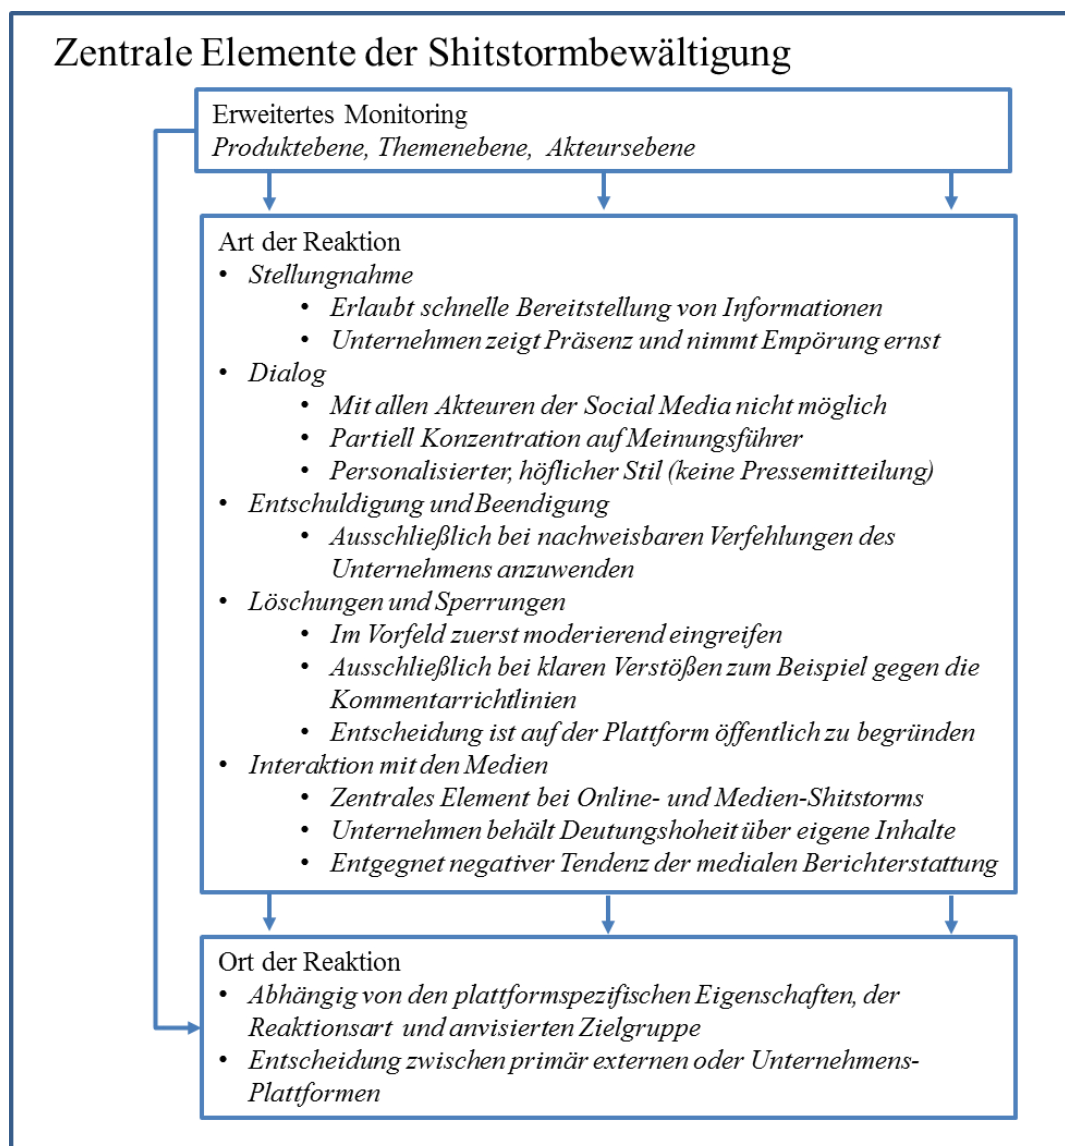 Zentrale Elemente der Shitstormbewältigung
Erweitertes Monitoring
Produktebene, Themenebene, Akteursebene
Art der Reaktion
• Stellungnahme
• Erlaubt schnelle Bereitstellung von Informationen
• Unternehmen zeigt Präsenz und nimmt Empörung ernst
• Dialog
• Mit allen Akteuren der Social Media nicht möglich
• Partiell Konzentration auf Meinungsführer
• Personalisierter, höflicher Stil (keine Pressemitteilung)
• Entschuldigung und Beendigung
• Ausschließlich bei nachweisbaren Verfehlungen des
Unternehmens anzuwenden
• Löschungen und Sperrungen
• Im Vorfeld zuerst moderierend eingreifen
• Ausschließlich bei klaren Verstößen zum Beispiel gegen die
Kommentarrichtlinien
• Entscheidung ist auf der Plattform öffentlich zu begründen
• Interaktion mit den Medien
• Zentrales Element bei Online- und Medien-Shitstorms
• Unternehmen behält Deutungshoheit über eigene Inhalte
• Entgegnet negativer Tendenz der medialen Berichterstattung
Ort der Reaktion
• Abhängig von den plattformspezifischen Eigenschaften, der
Reaktionsart und anvisierten Zielgruppe
• Entscheidung zwischen primär externen oder Unternehmens-
Plattformen